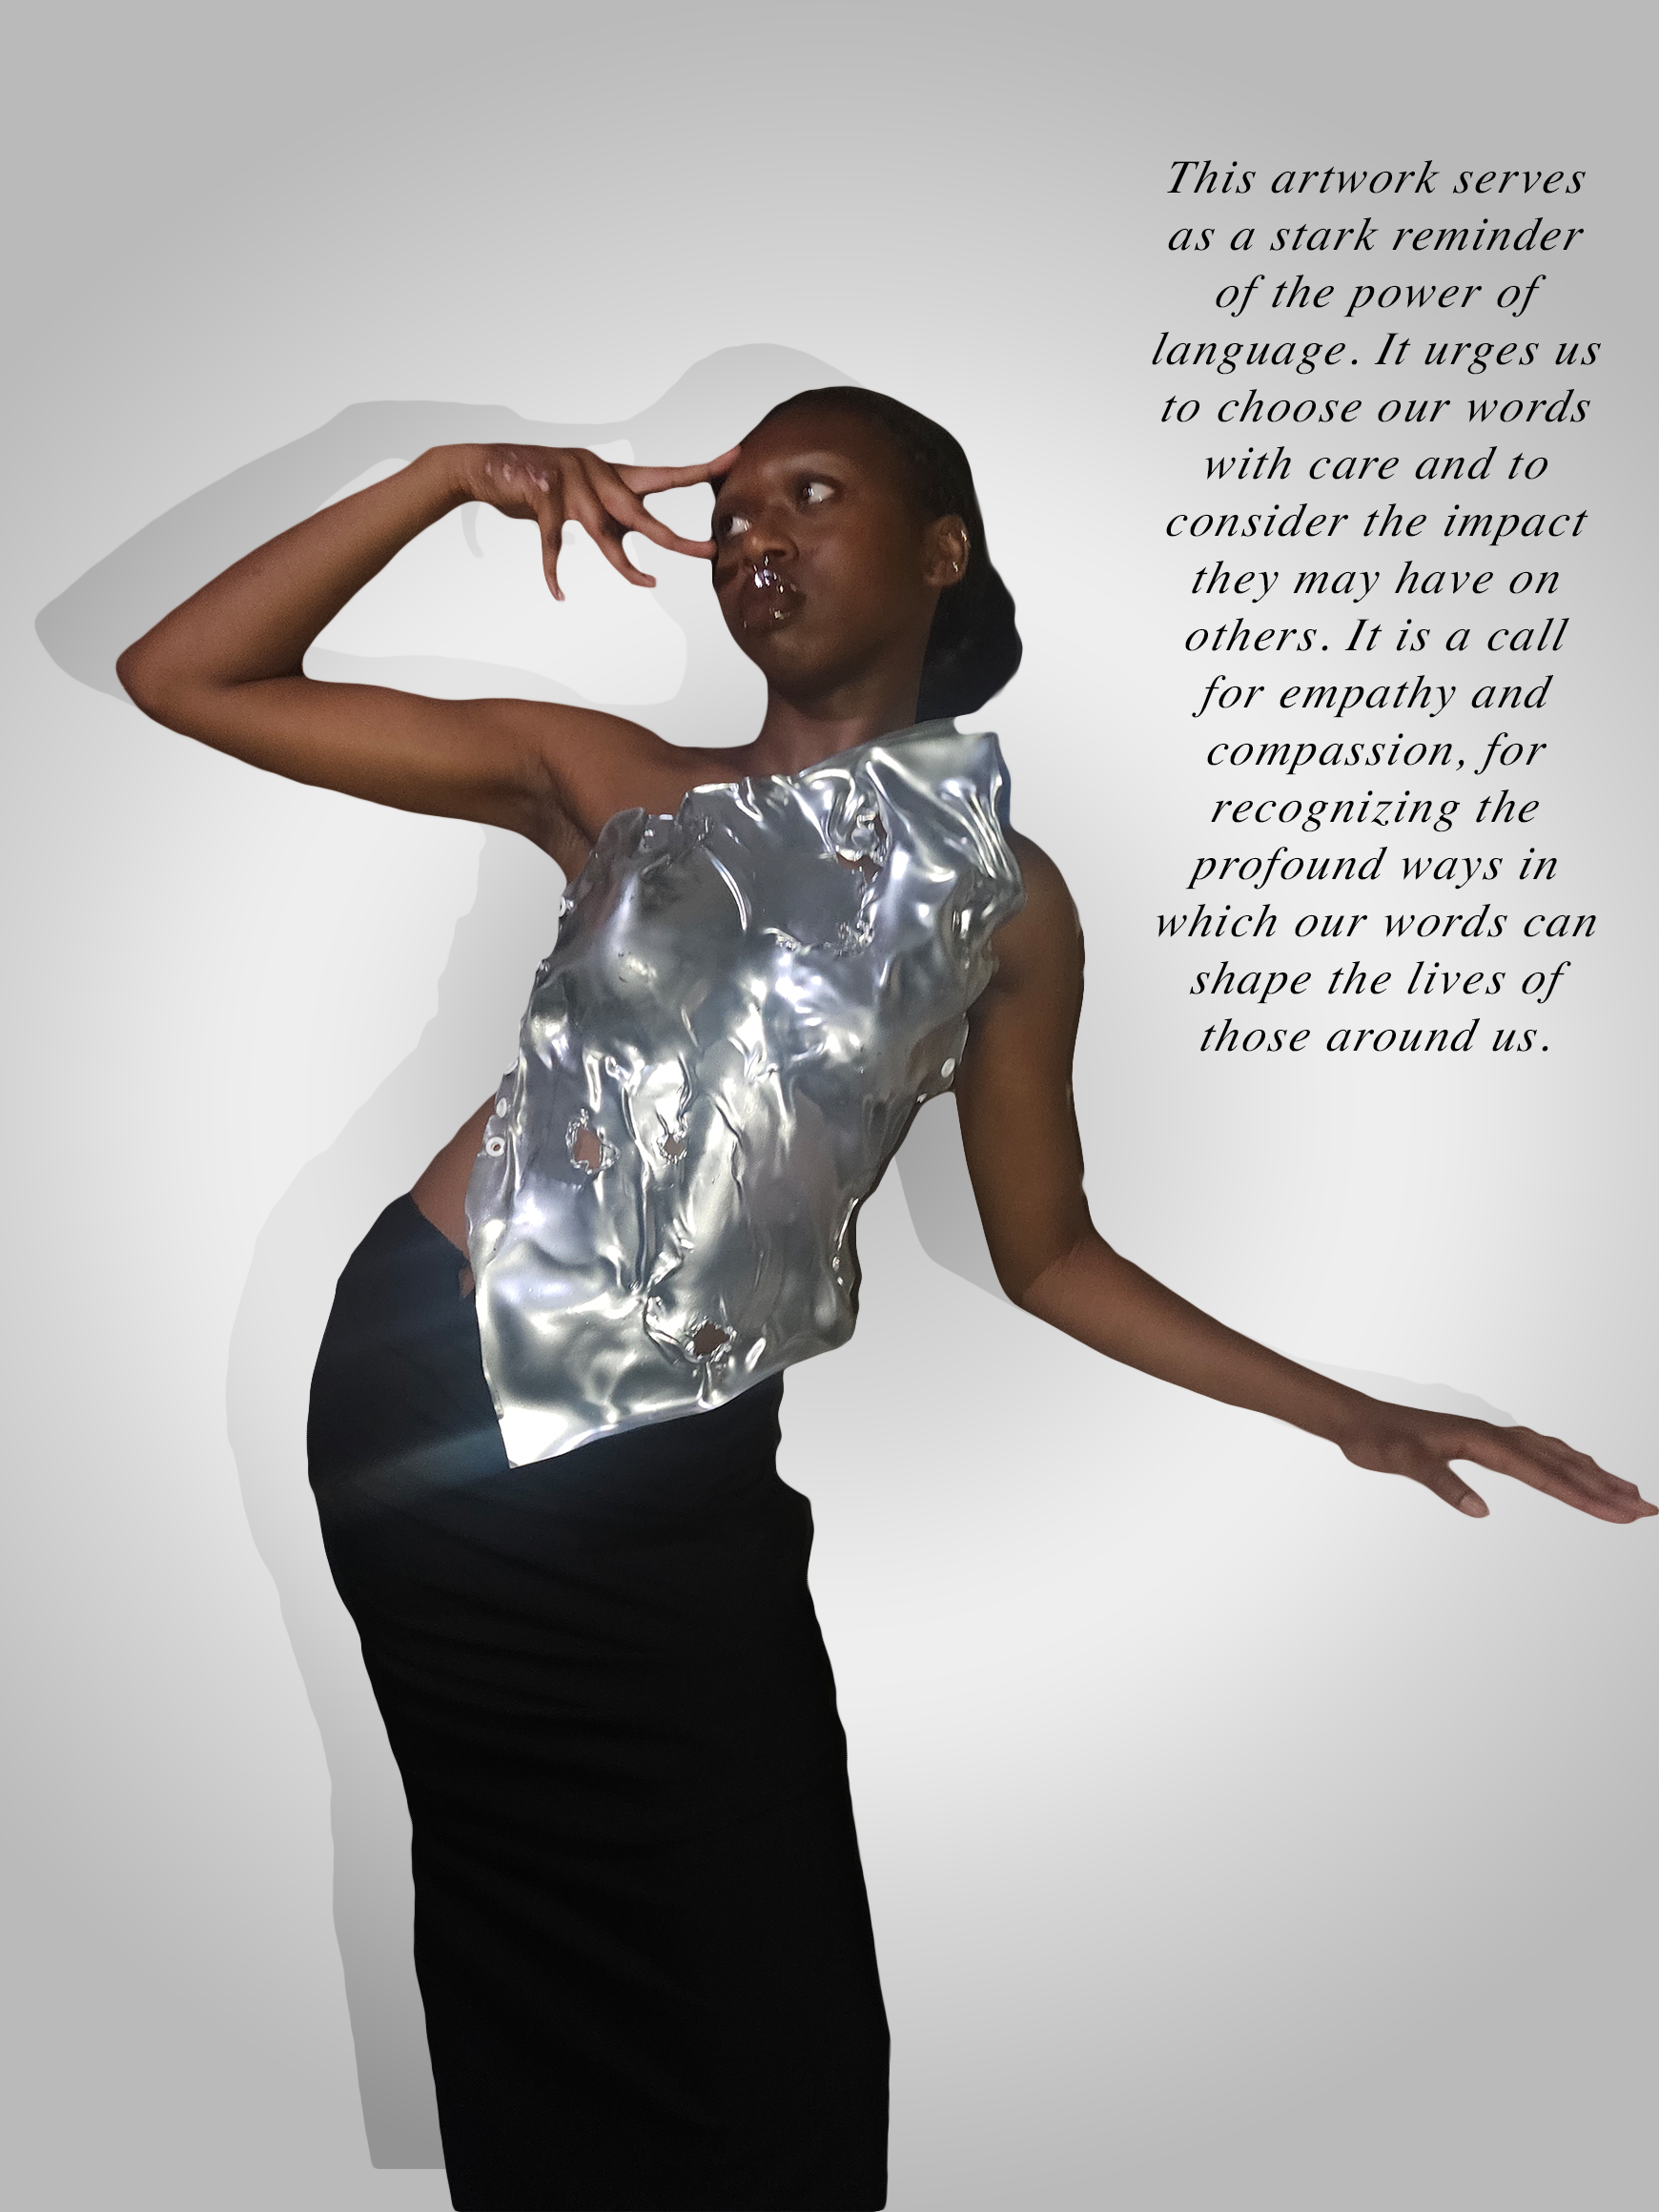 This artwork serves
as a stark reminder
of the power of
language. It urges us
to choose our words
with care and to
consider the impact
they may have on
others. It is a call
for empathy and
compassion, for
recognizing the
profound ways in
which our words can
shape the lives of
those around us.